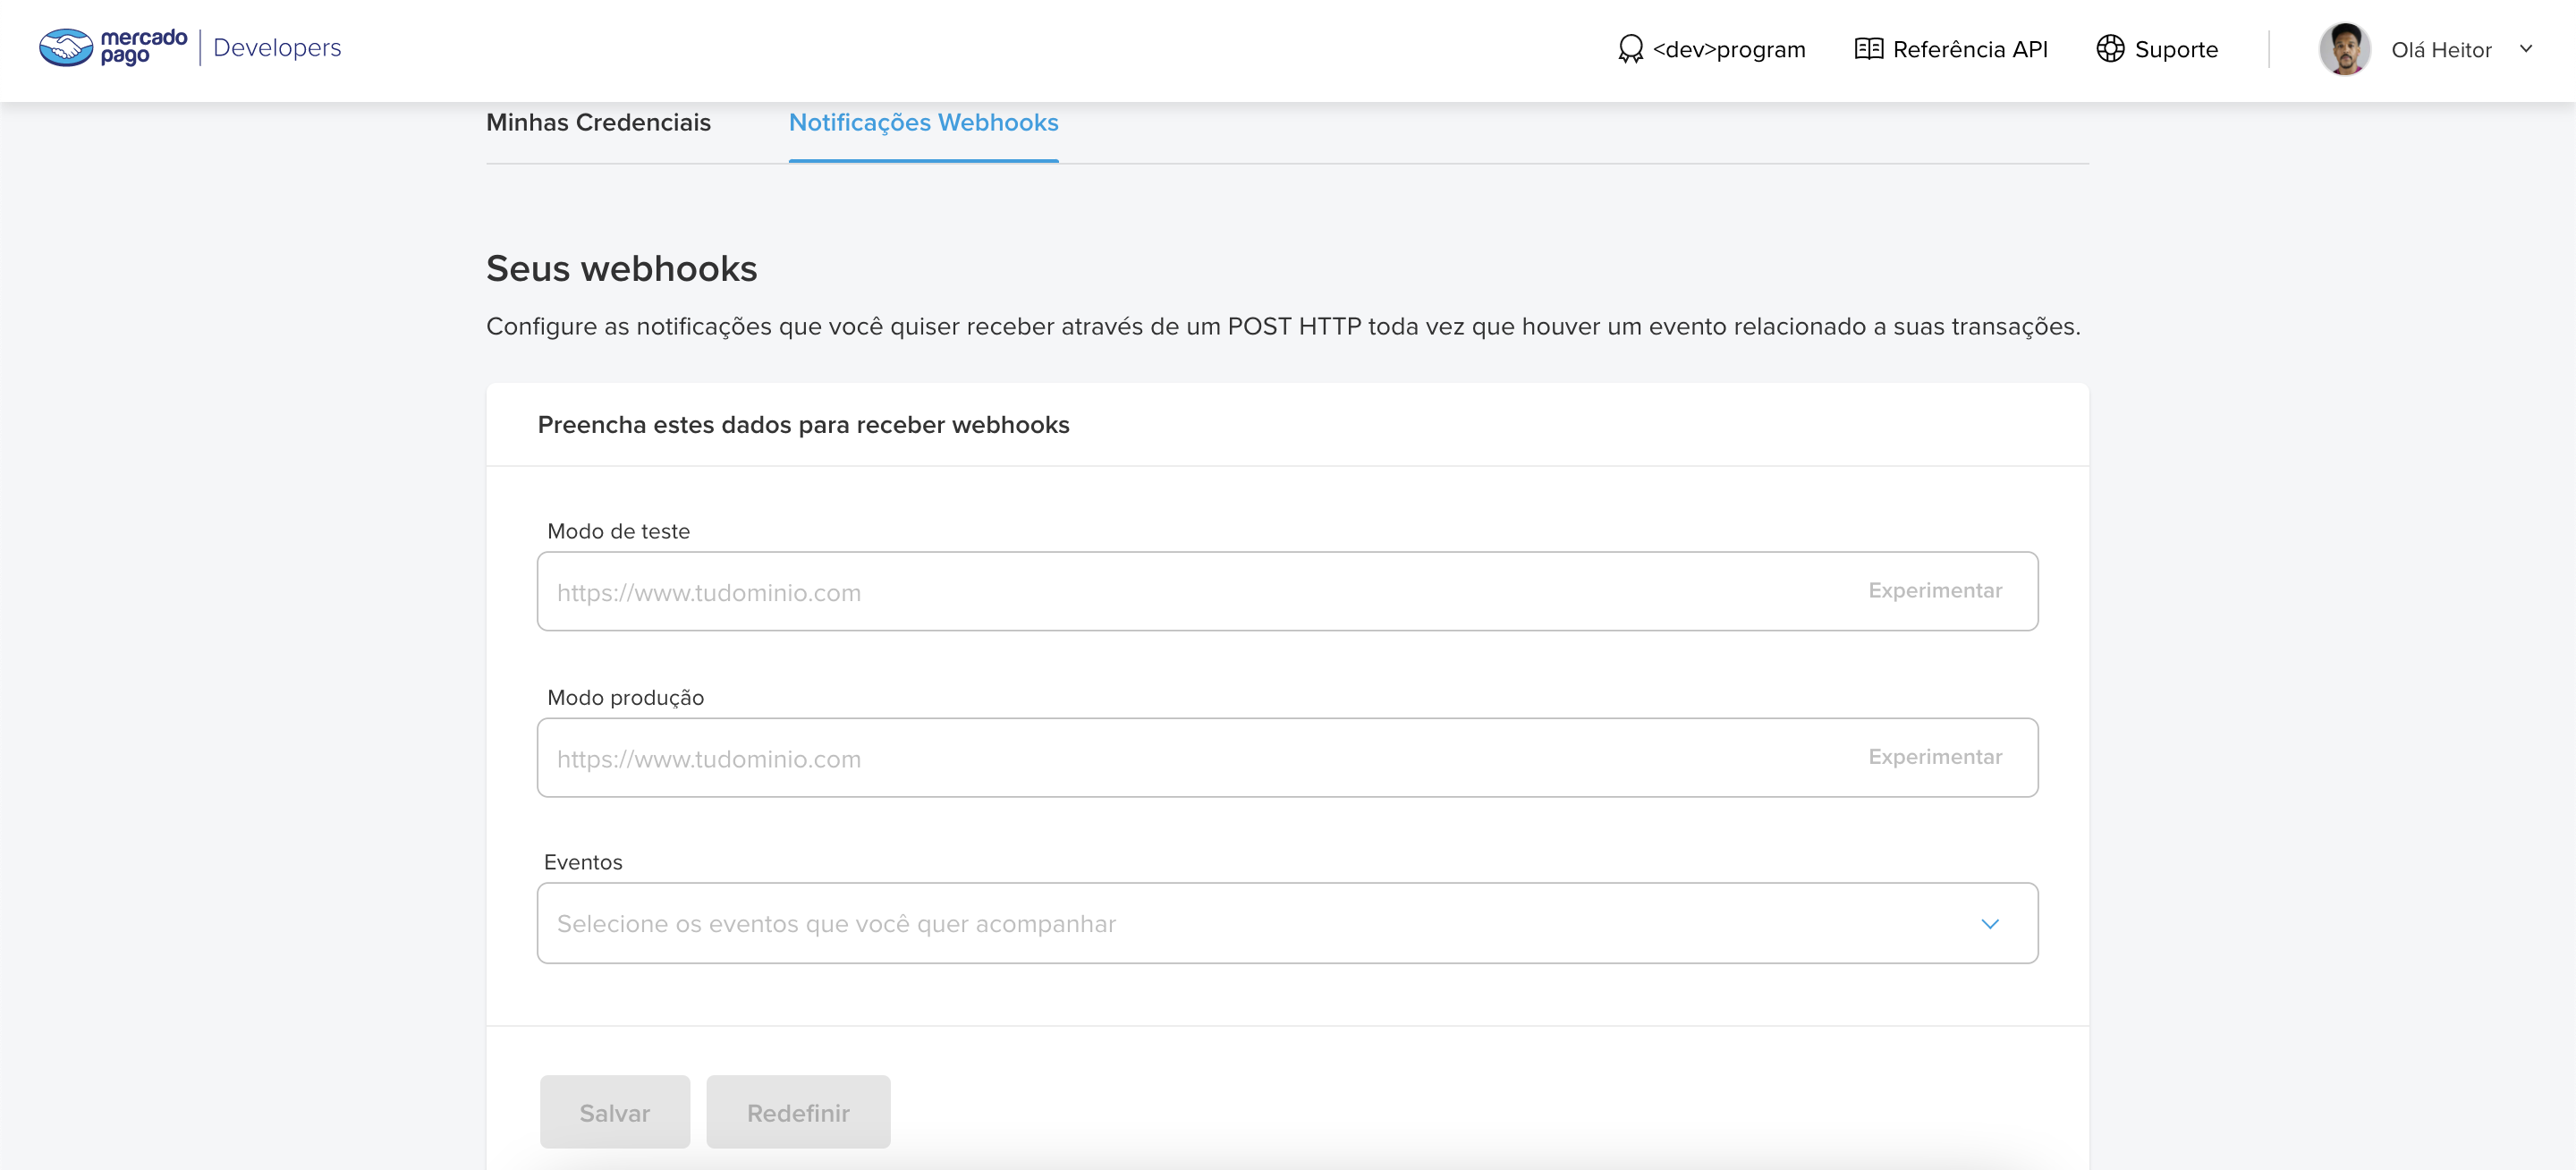 mercado
pago
Developers
<dev>program
Referência API
Suporte
Olá Heitor
Minhas Credenciais
Notificações Webhooks
Seus webhooks
Configure as notificações que você quiser receber através de um POST HTTP toda vez que houver um evento relacionado a suas transações.
Preencha estes dados para receber webhooks
Modo de teste
https://www.tudominio.com
Experimentar
Modo produção
https://www.tudominio.com
Experimentar
Eventos
Selecione os eventos que você quer acompanhar
Salvar
Redefinir